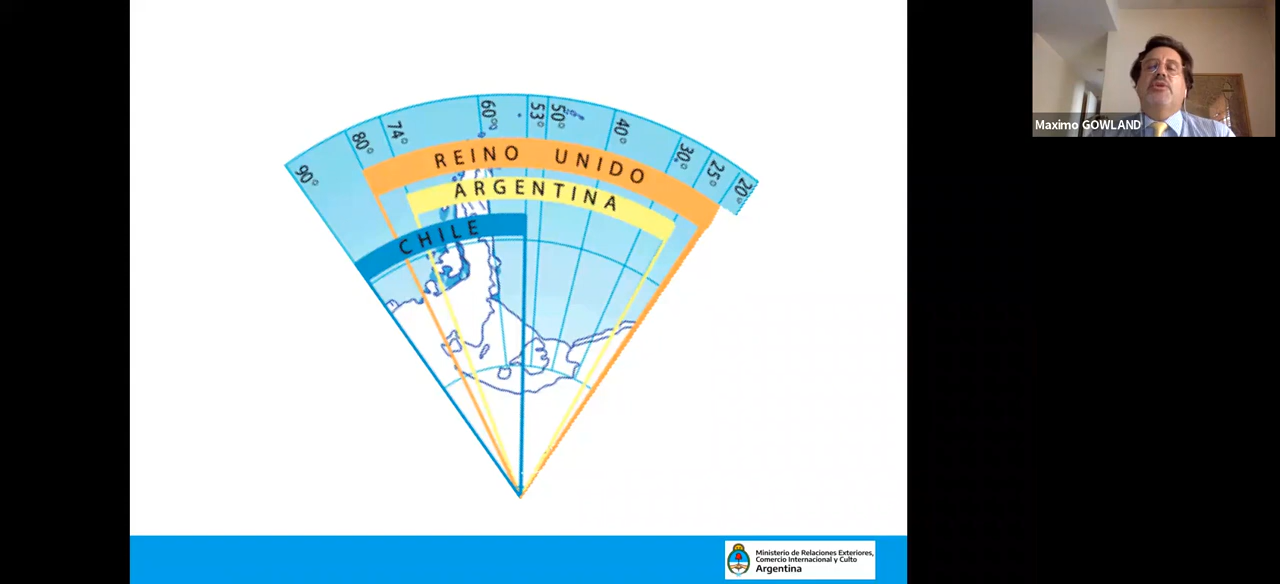 90°
80°
74°
60°
53°
50°
40°
30°
25°
20°
REINO UNIDO
ARGENTINA
CHILE
Maximo GOWLAND
Ministerio de Relaciones Exteriores,
Comercio Internacional y Culto
Argentina